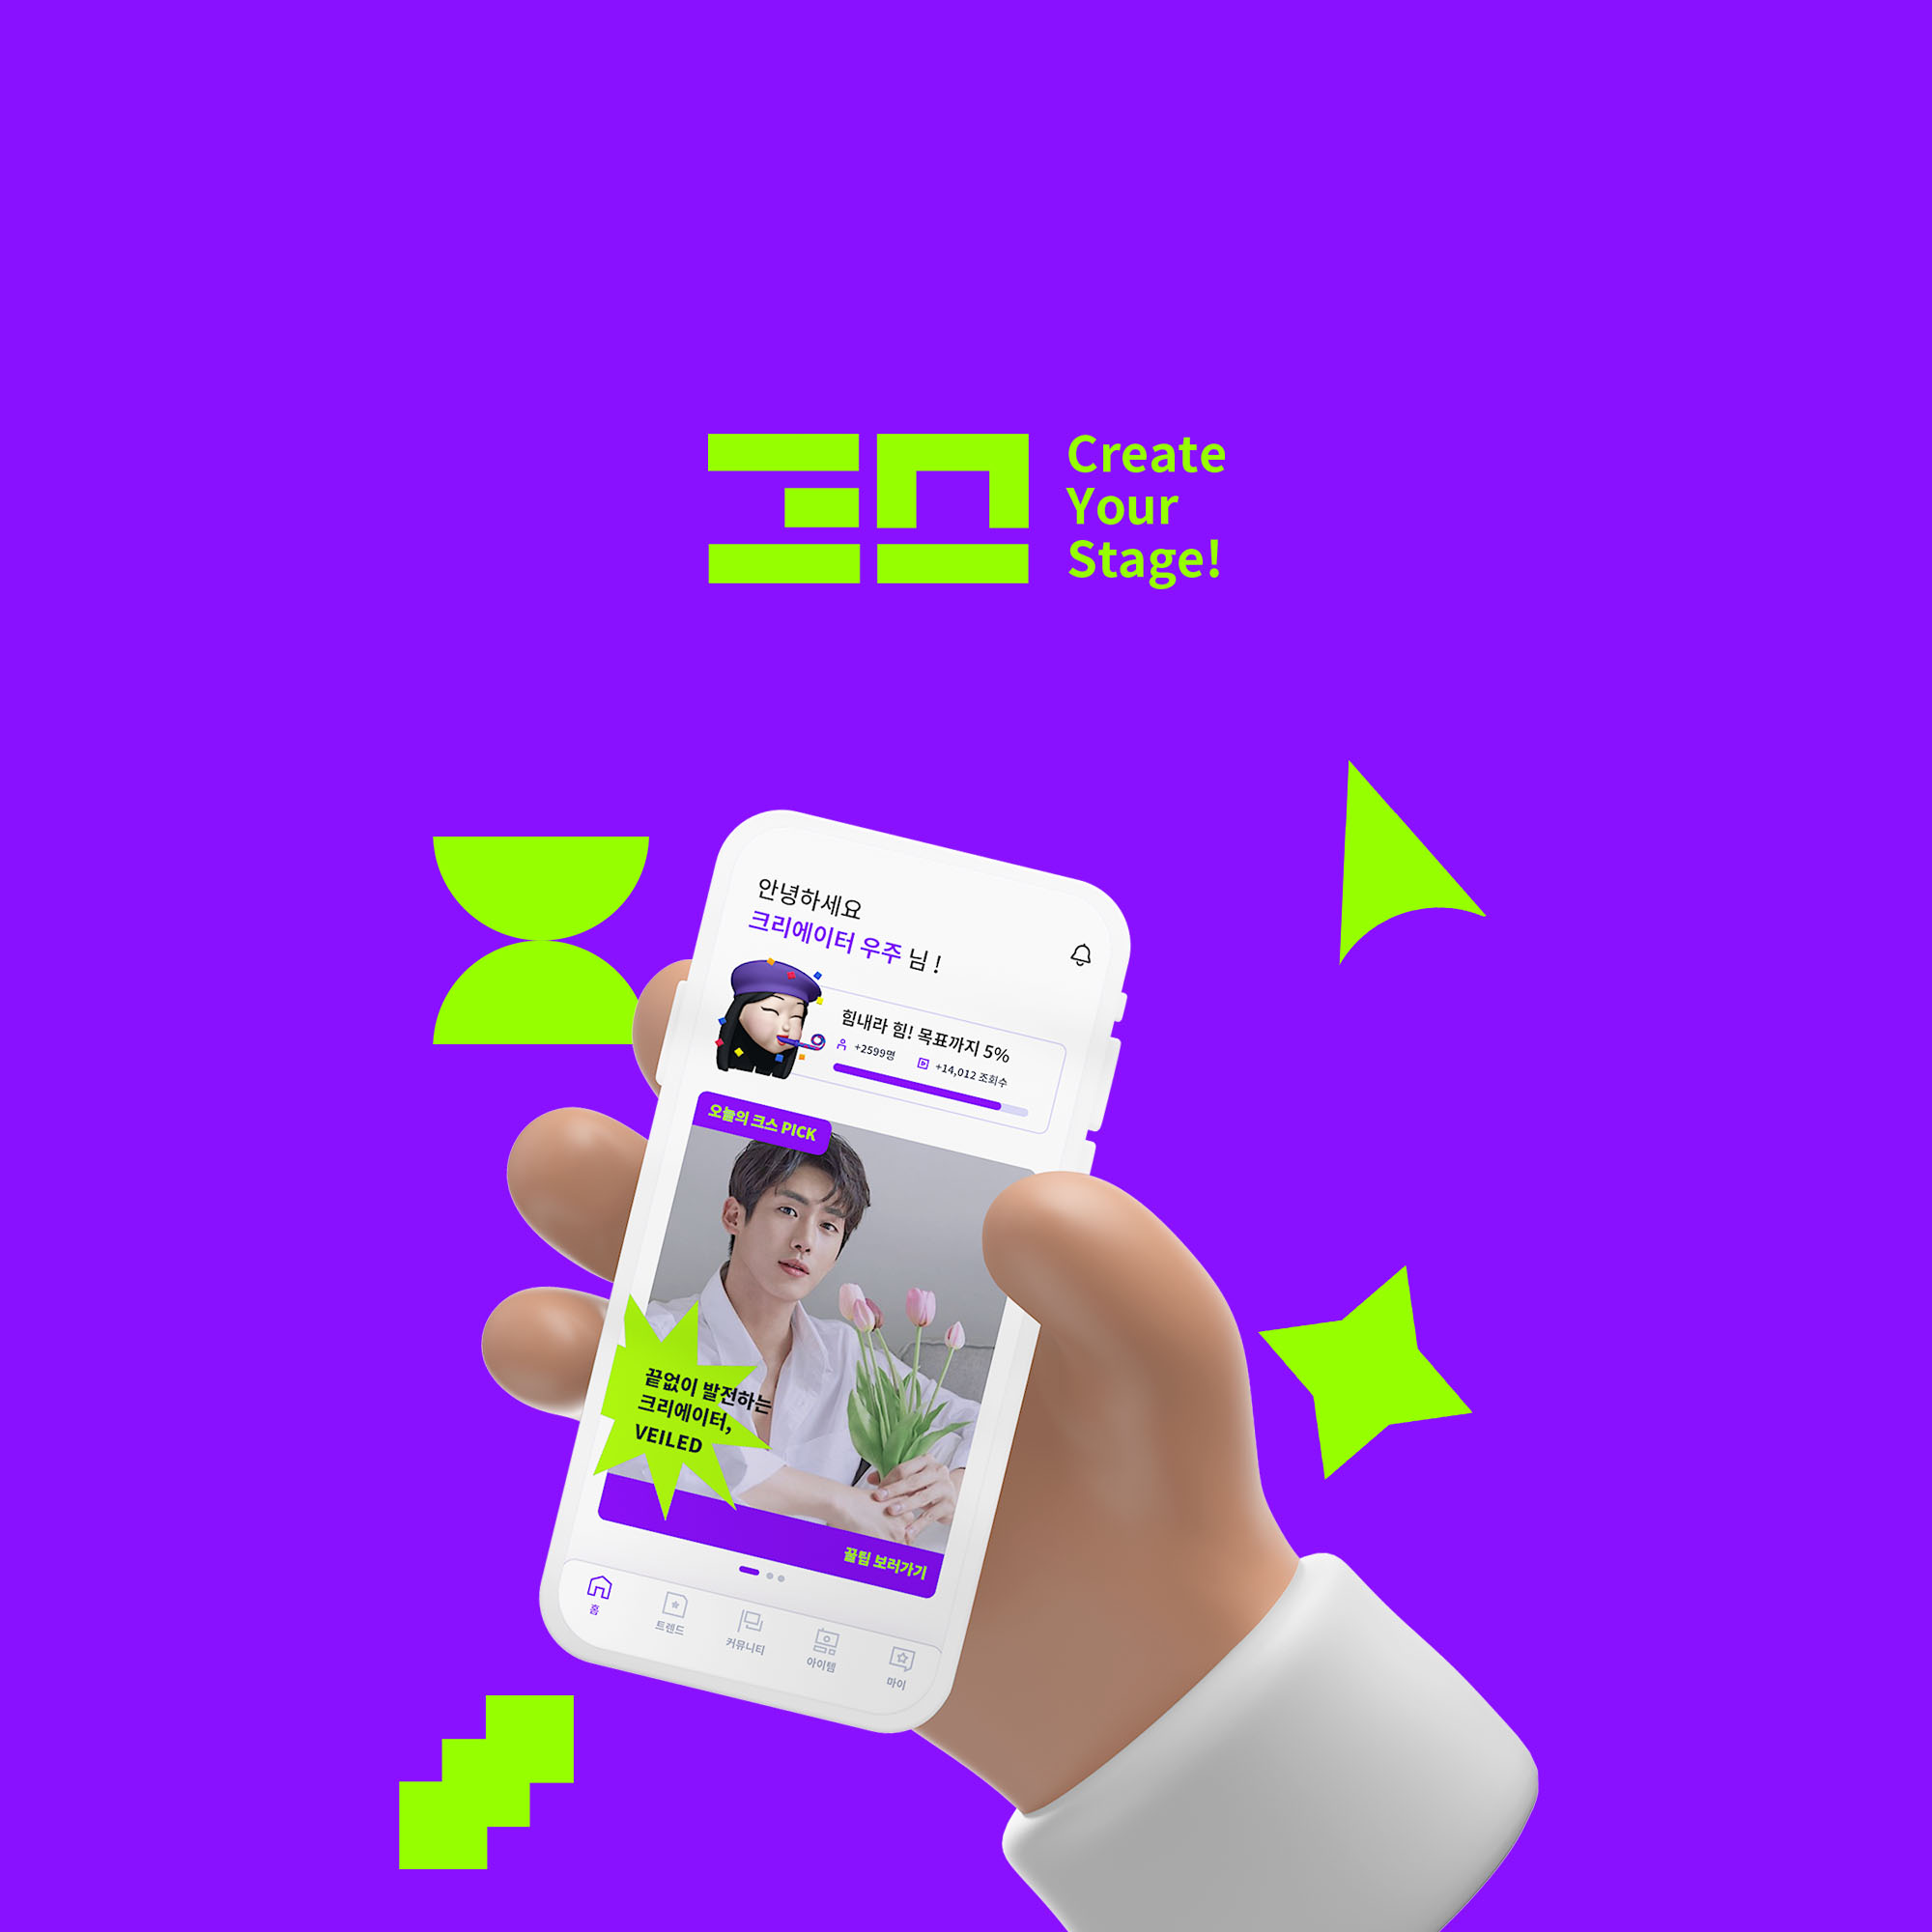 Create
Your
Stage!
안녕하세요
크리에이터 우주 님 !
힘내라 힘! 목표까지 5%
+2599명 +14,012 조회수
오늘의 크스 PICK
끝없이 발전하는
크리에이터,
VEILED
꿀팁 보러가기
홈 트렌드 커뮤니티 아이템 마이